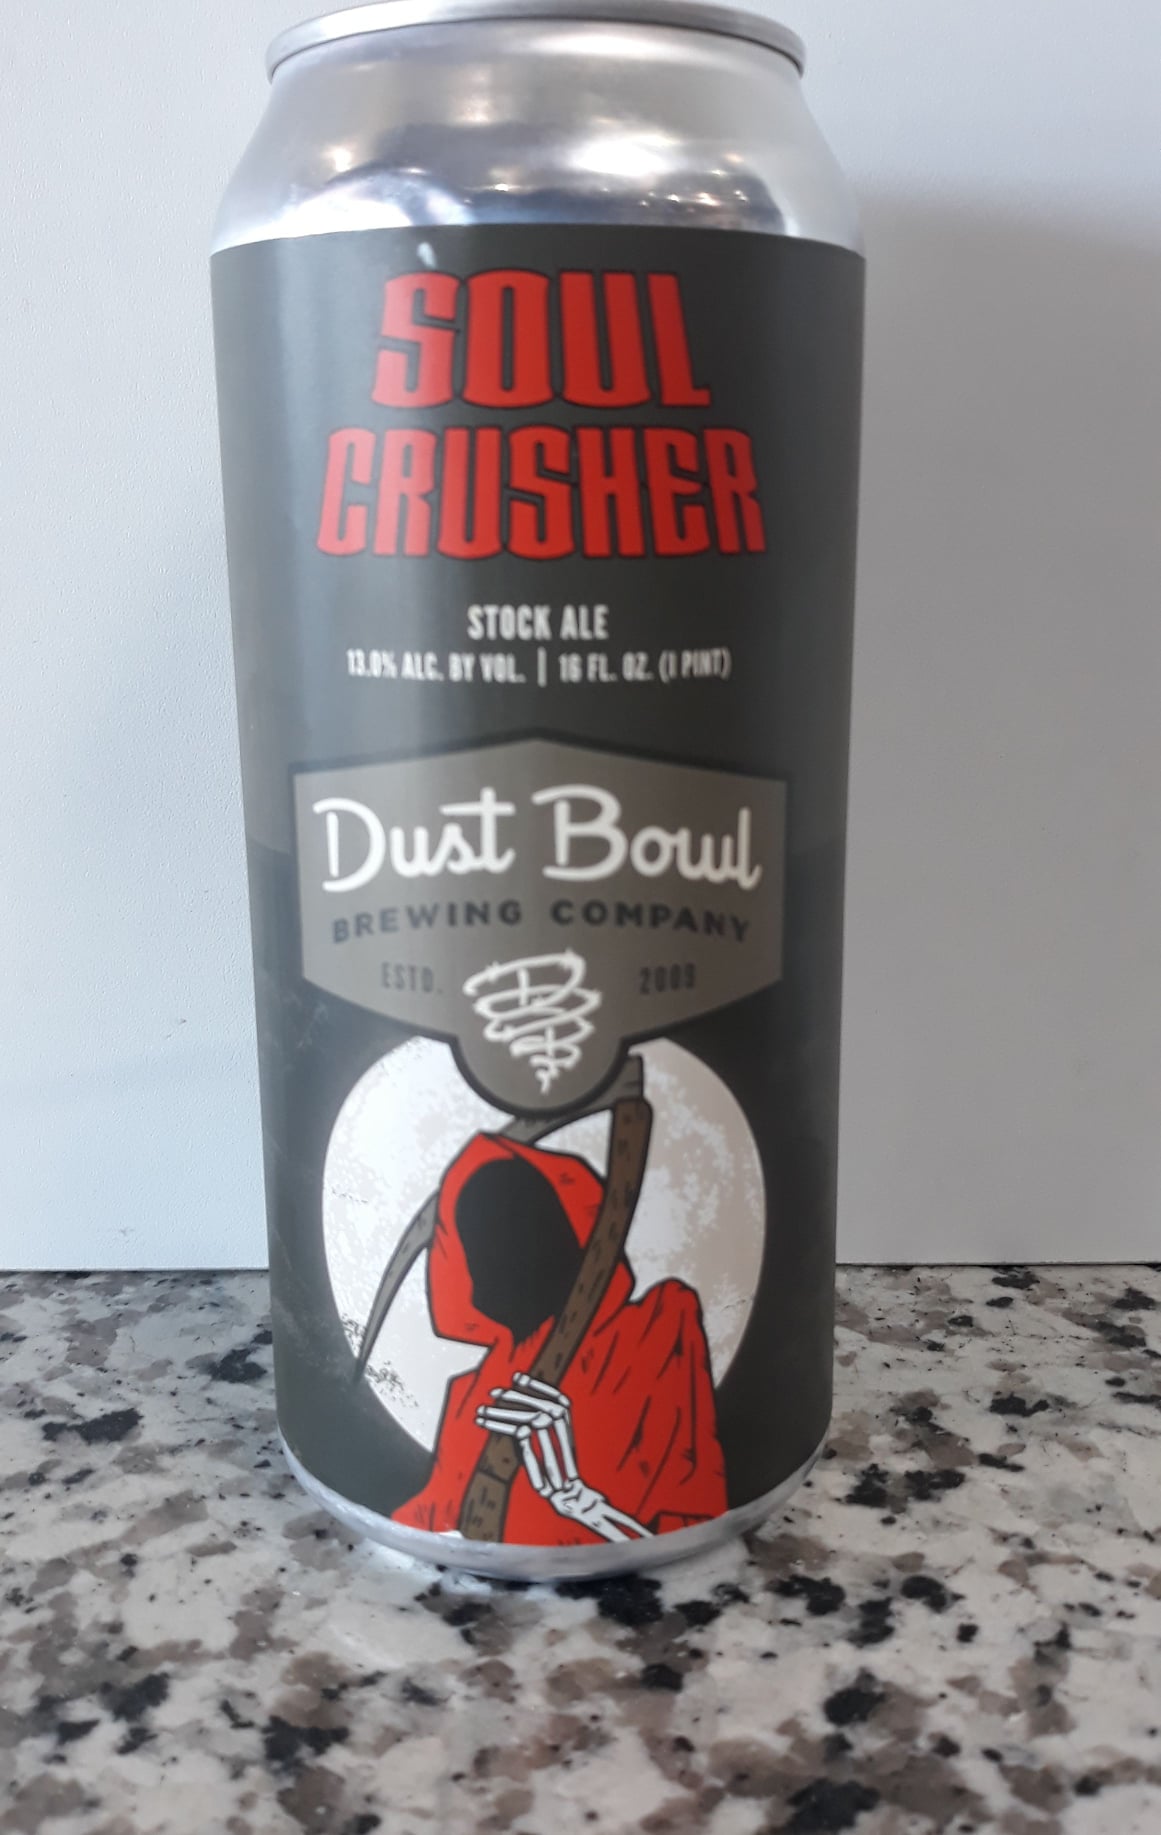 SOUL
CRUSHER
STOCK ALE
13.0% ALC. BY VOL. | 16 FL. OZ. (1 PINT)
Dust Bowl
BREWING COMPANY
ESTD. 2009
DBB